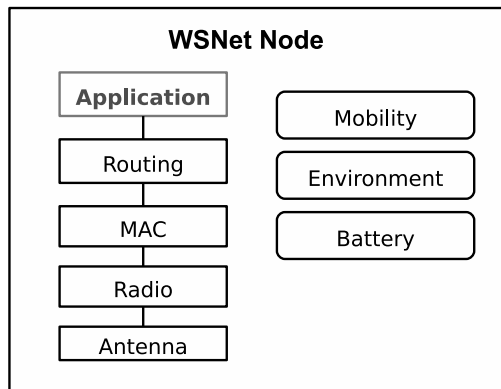 WSNet Node
Application
Routing
MAC
Radio
Antenna
Mobility
Environment
Battery